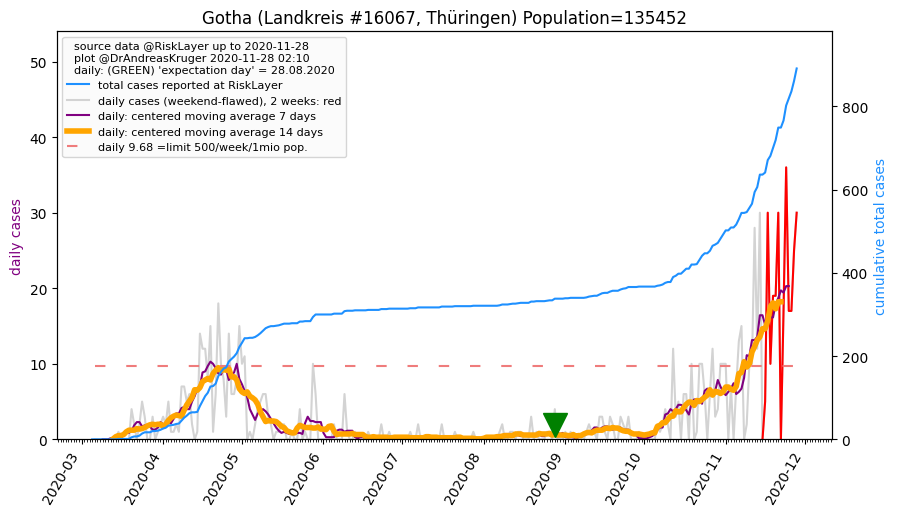 Gotha (Landkreis #16067, Thüringen) Population=135452
source data @RiskLayer up to 2020-11-28
plot @DrAndreasKruger 2020-11-28 02:10
daily: (GREEN) 'expectation day' = 28.08.2020
total cases reported at RiskLayer
daily cases (weekend-flawed), 2 weeks: red
daily: centered moving average 7 days
daily: centered moving average 14 days
daily 9.68 =limit 500/week/1mio pop.
daily cases
50
40
30
20
10
0
800
600
400
200
0
cumulative total cases
2020-03
2020-04
2020-05
2020-06
2020-07
2020-08
2020-09
2020-10
2020-11
2020-12